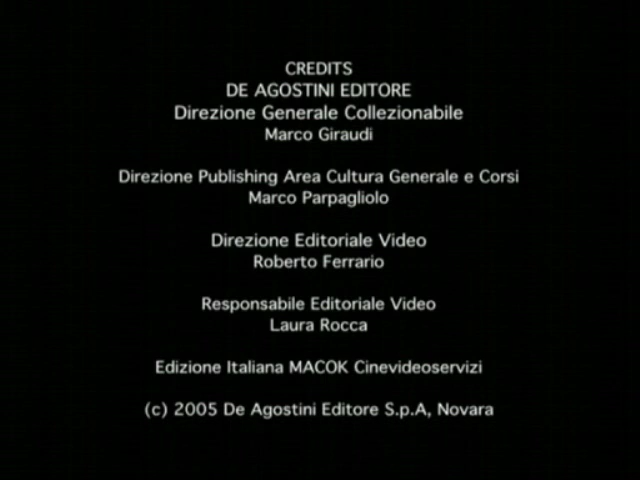 CREDITS
DE AGOSTINI EDITORE
Direzione Generale Collezionabile
Marco Giraudi
Direzione Publishing Area Cultura Generale e Corsi
Marco Parpagliolo
Direzione Editoriale Video
Roberto Ferrario
Responsabile Editoriale Video
Laura Rocca
Edizione Italiana MACOK Cinevideoservizi
(c) 2005 De Agostini Editore S.p.A, Novara